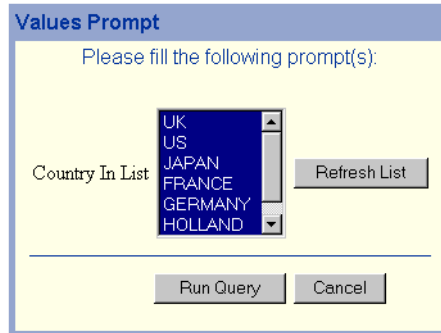 Values Prompt
Please fill the following prompt(s):
UK
US
JAPAN
Country In List
FRANCE
Refresh List
GERMANY
HOLLAND
Run Query
Cancel